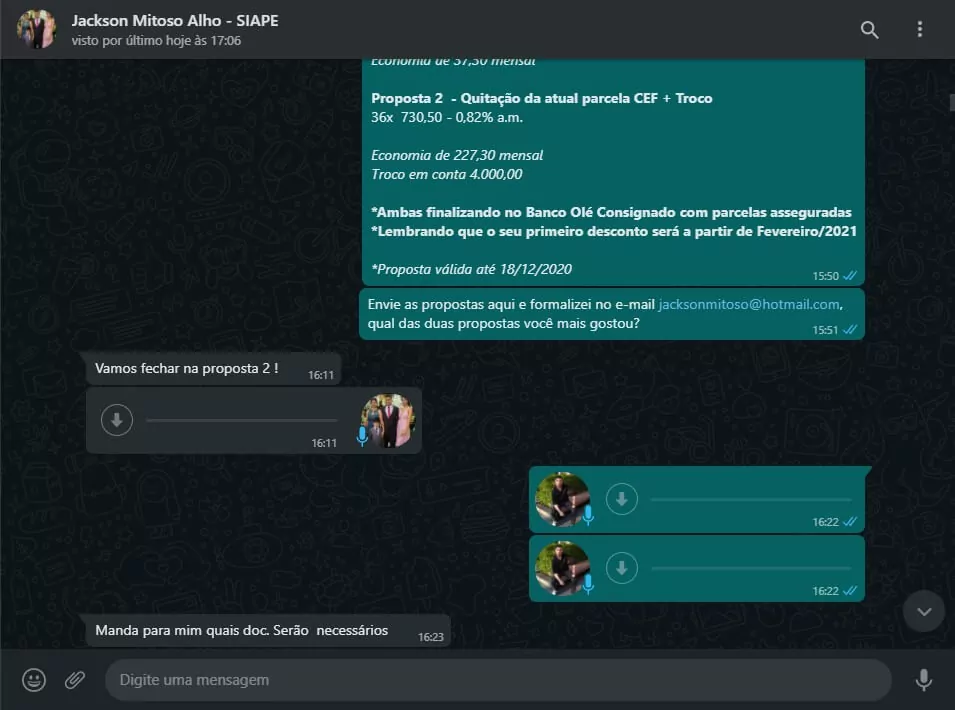 Jackson Mitoso Alho - SIAPE
visto por último hoje às 17:06
Economia de 37,30 mensal
Proposta 2 - Quitação da atual parcela CEF + Troco
36x 730,50 - 0,82% a.m.
Economia de 227,30 mensal
Troco em conta 4.000,00
*Ambas finalizando no Banco Olé Consignado com parcelas asseguradas
*Lembrando que o seu primeiro desconto será a partir de Fevereiro/2021
*Proposta válida até 18/12/2020
15:50
Envie as propostas aqui e formalizei no e-mail jacksonmitoso@hotmail.com,
qual das duas propostas você mais gostou?
15:51
Vamos fechar na proposta 2 !
16:11
16:11
16:22
16:22
Manda para mim quais doc. Serão necessários
16:23
Digite uma mensagem